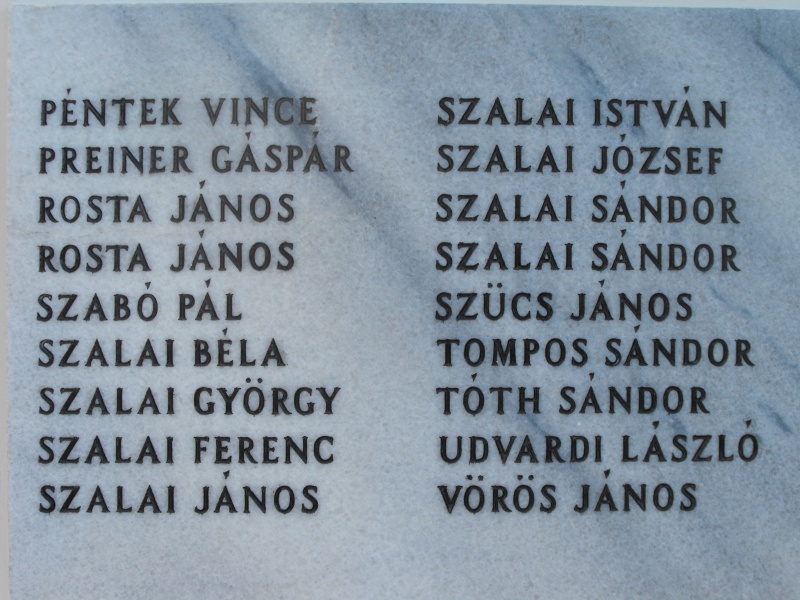 PÉNTEK VINCE
PREINER GÁSPÁR
ROSTA JÁNOS
ROSTA JÁNOS
SZABÓ PÁL
SZALAI BÉLA
SZALAI GYÖRGY
SZALAI FERENC
SZALAI JÁNOS
SZALAI ISTVÁN
SZALAI JÓZSEF
SZALAI SÁNDOR
SZALAI SÁNDOR
SZÜCS JÁNOS
TOMPOS SÁNDOR
TÓTH SÁNDOR
UDVARDI LÁSZLÓ
VÖRÖS JÁNOS